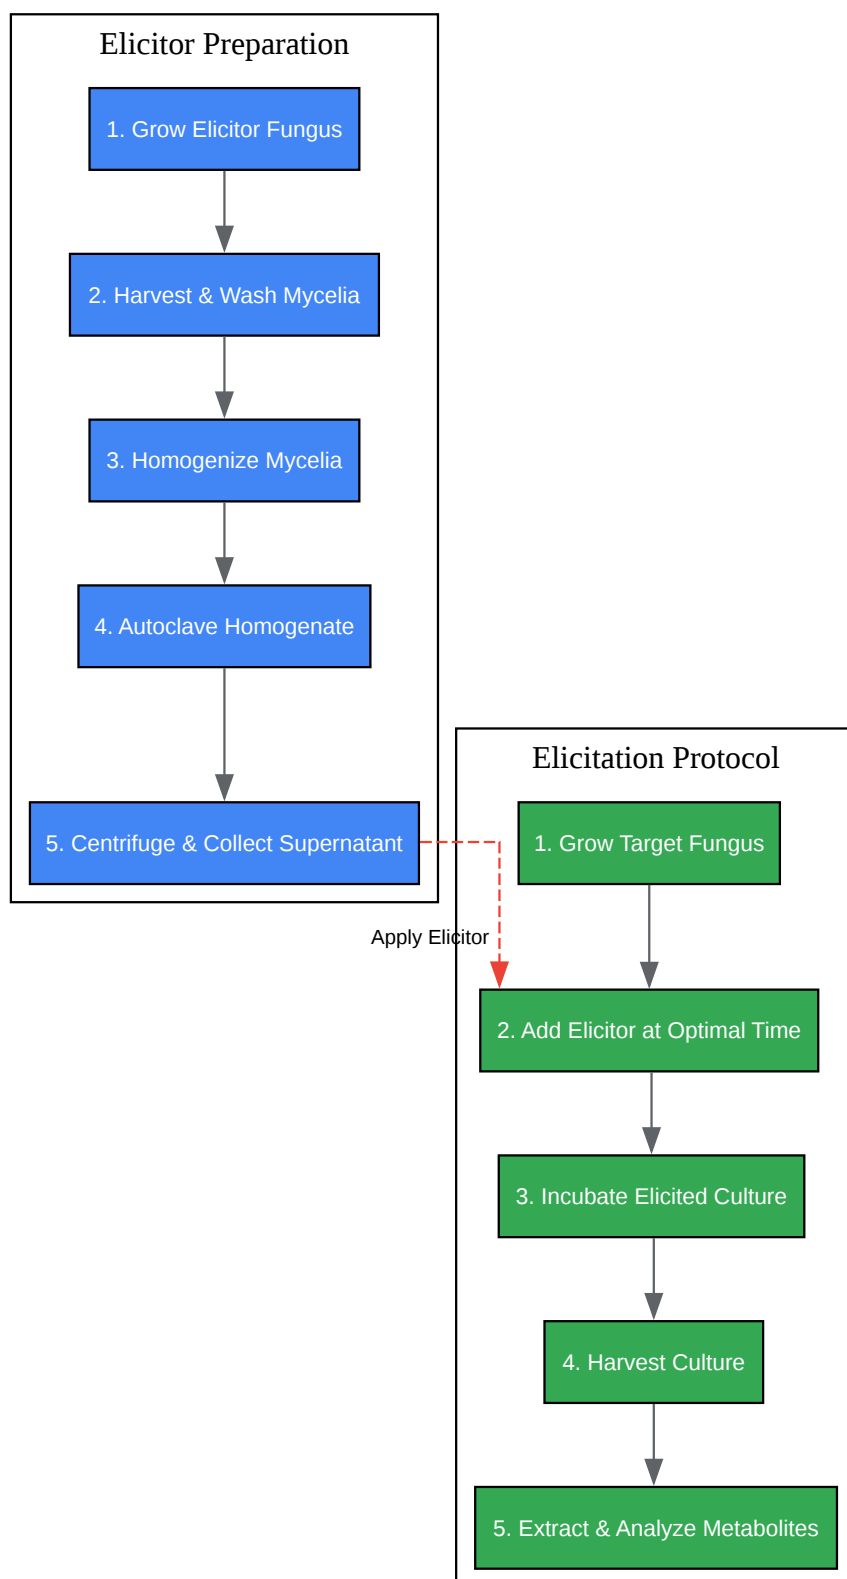 Elicitor Preparation
1. Grow Elicitor Fungus
2. Harvest & Wash Mycelia
3. Homogenize Mycelia
4. Autoclave Homogenate
5. Centrifuge & Collect Supernatant
Apply Elicitor
Elicitation Protocol
1. Grow Target Fungus
2. Add Elicitor at Optimal Time
3. Incubate Elicited Culture
4. Harvest Culture
5. Extract & Analyze Metabolites